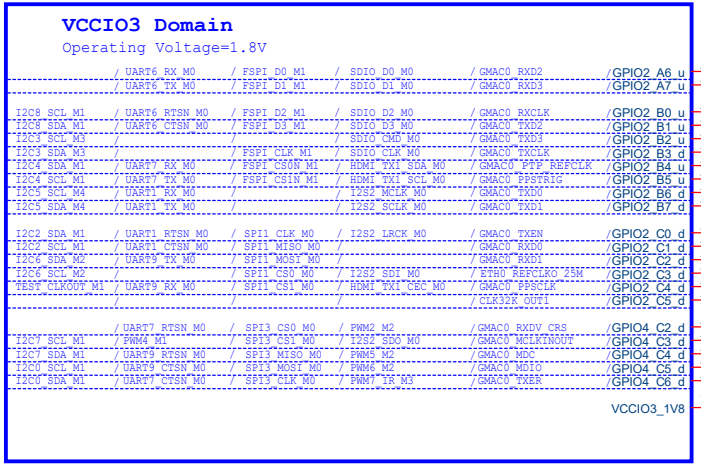 VCCIO3 Domain
Operating Voltage=1.8V
/ UART6_RX_M0 / FSPI_D0_M1 / SDIO_D0_M0 / GMAC0_RXD2 /GPIO2_A6_u
/ UART6_TX_M0 / FSPI_D1_M1 / SDIO_D1_M0 / GMAC0_RXD3 /GPIO2_A7_u
I2C8_SCL_M1 / UART6_RTSN_M0 / FSPI_D2_M1 / SDIO_D2_M0 / GMAC0_RXCLK /GPIO2_B0_u
I2C8_SDA_M1 / UART6_CTSN_M0 / FSPI_D3_M1 / SDIO_D3_M0 / GMAC0_TXD2 /GPIO2_B1_u
I2C3_SCL_M3 / / / SDIO_CMD_M0 / GMAC0_TXD3 /GPIO2_B2_u
I2C3_SDA_M3 / / FSPI_CLK_M1 / SDIO_CLK_M0 / GMAC0_TXCLK /GPIO2_B3_d
I2C4_SDA_M1 / UART7_RX_M0 / FSPI_CS0N_M1 / HDMI_TX1_SDA_M0 /GMAC0_PTP_REFCLK /GPIO2_B4_u
I2C4_SCL_M1 / UART7_TX_M0 / FSPI_CS1N_M1 / HDMI_TX1_SCL_M0 / GMAC0_PPSTRIG /GPIO2_B5_u
I2C5_SCL_M4 / UART1_RX_M0 / / I2S2_MCLK_M0 / GMAC0_TXD0 /GPIO2_B6_d
I2C5_SDA_M4 / UART1_TX_M0 / / I2S2_SCLK_M0 / GMAC0_TXD1 /GPIO2_B7_d
I2C2_SDA_M1 / UART1_RTSN_M0 / SPI1_CLK_M0 / I2S2_LRCK_M0 / GMAC0_TXEN /GPIO2_C0_d
I2C2_SCL_M1 / UART1_CTSN_M0 / SPI1_MISO_M0 / / GMAC0_RXD0 /GPIO2_C1_d
I2C6_SDA_M2 / UART9_TX_M0 / SPI1_MOSI_M0 / / GMAC0_RXD1 /GPIO2_C2_d
I2C6_SCL_M2 / / SPI1_CS0_M0 / I2S2_SDI_M0 / ETH0_REFCLKO_25M /GPIO2_C3_d
TEST_CLKOUT_M1 / UART9_RX_M0 / SPI1_CS1_M0 / HDMI_TX1_CEC_M0 / GMAC0_PPSCLK /GPIO2_C4_d
/ / / /CLK32K_OUT1 /GPIO2_C5_d
/UART7_RTSN_M0 / SPI3_CS0_M0 / PWM2_M2 /GMAC0_RXDV_CRS /GPIO4_C2_d
I2C7_SCL_M1 /PWM4_M1 / SPI3_CS1_M0 / I2S2_SDO_M0 /GMAC0_MCLKINOUT /GPIO4_C3_d
I2C7_SDA_M1 / UART9_RTSN_M0 / SPI3_MISO_M0 / PWM5_M2 /GMAC0_MDC /GPIO4_C4_d
I2C0_SCL_M1 / UART9_CTSN_M0 / SPI3_MOSI_M0 / PWM6_M2 /GMAC0_MDIO /GPIO4_C5_d
I2C0_SDA_M1 / UART7_CTSN_M0 / SPI3_CLK_M0 / PWM7_IR_M3 /GMAC0_TXER /GPIO4_C6_d
VCCIO3_1V8